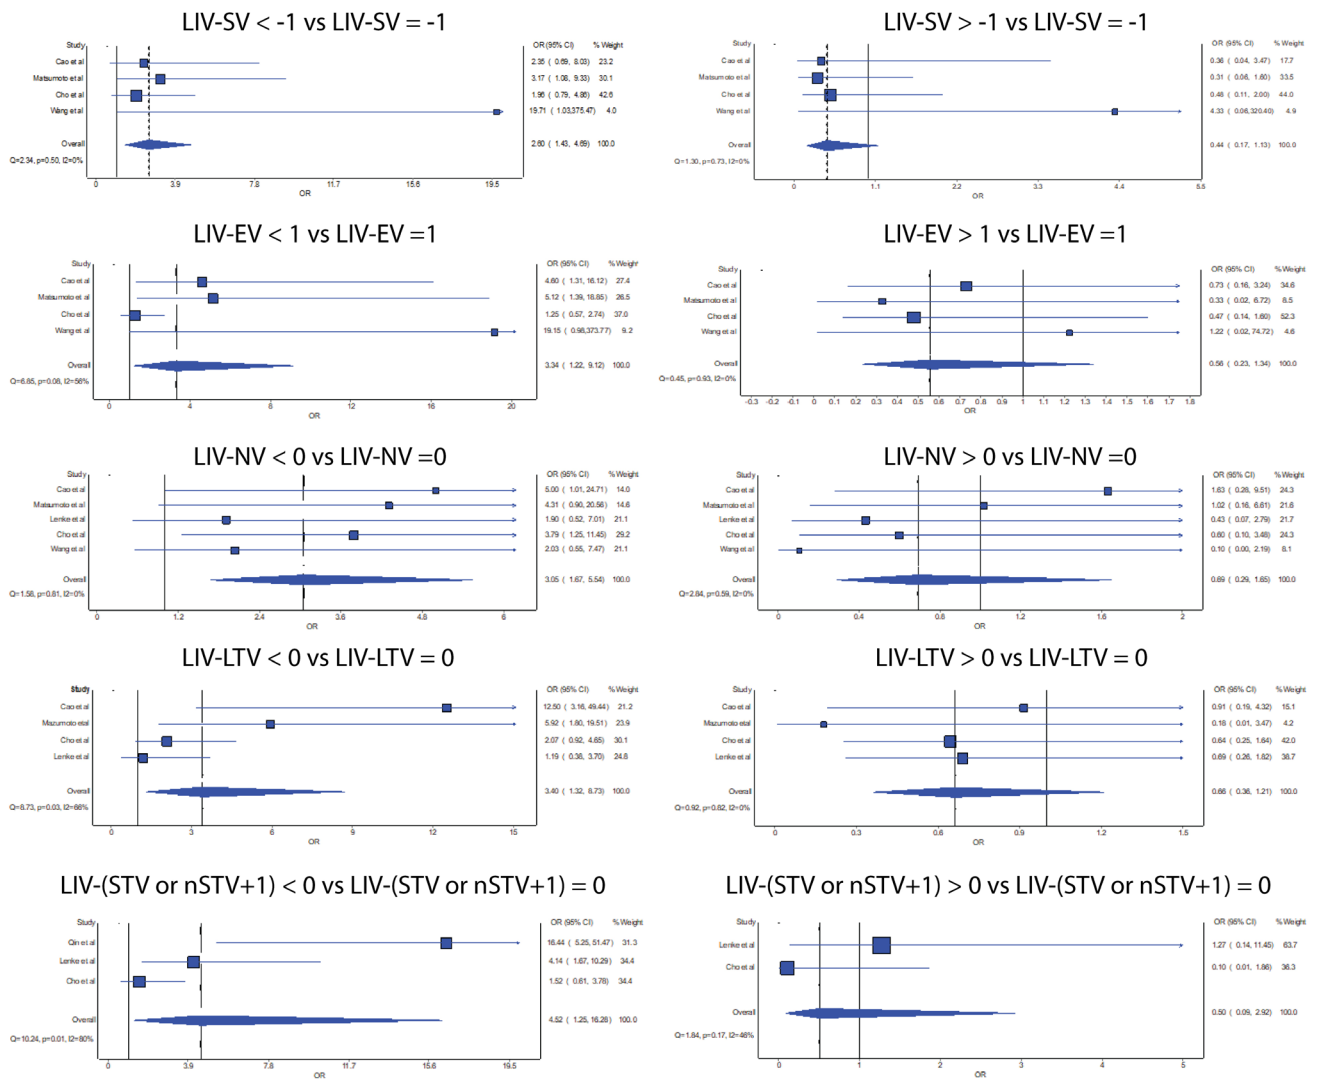 LIV-SV < -1 vs LIV-SV = -1
Study OR (95% CI) % Weight
Cao et al 2.35 ( 0.69, 8.03) 23.2
Matsumoto et al 3.17 ( 1.08, 9.33) 30.1
Cho et al 1.96 ( 0.79, 4.86) 42.6
Wang et al 19.71 ( 1.03,375.47) 4.0
Overall 2.60 ( 1.43, 4.69) 100.0
Q=2.34, p=0.50, I2=0%
0 3.9 7.8 11.7 15.6 19.5
OR
LIV-SV > -1 vs LIV-SV = -1
Study OR (95% CI) % Weight
Cao et al 0.36 ( 0.04, 3.47) 17.7
Matsumoto et al 0.31 ( 0.06, 1.60) 33.5
Cho et al 0.48 ( 0.11, 2.00) 44.0
Wang et al 4.33 ( 0.06,320.40) 4.9
Overall 0.44 ( 0.17, 1.13) 100.0
Q=1.30, p=0.73, I2=0%
0 1.1 2.2 3.3 4.4 5.5
OR
LIV-EV < 1 vs LIV-EV =1
Study OR (95% CI) % Weight
Cao et al 4.60 ( 1.31, 16.12) 27.4
Matsumoto et al 5.12 ( 1.39, 18.85) 26.5
Cho et al 1.25 ( 0.57, 2.74) 37.0
Wang et al 19.15 ( 0.98,373.77) 9.2
Overall 3.34 ( 1.22, 9.12) 100.0
Q=6.85, p=0.08, I2=56%
0 4 8 12 16 20
OR
LIV-EV > 1 vs LIV-EV =1
Study OR (95% CI) % Weight
Cao et al 0.73 ( 0.16, 3.24) 34.6
Matsumoto et al 0.33 ( 0.02, 6.72) 8.5
Cho et al 0.47 ( 0.14, 1.60) 52.3
Wang et al 1.22 ( 0.02, 74.72) 4.6
Overall 0.56 ( 0.23, 1.34) 100.0
Q=0.45, p=0.93, I2=0%
-0.3 -0.2 -0.1 0 0.1 0.2 0.3 0.4 0.5 0.6 0.7 0.8 0.9 1 1.1 1.2 1.3 1.4 1.5 1.6 1.7 1.8
OR
LIV-NV < 0 vs LIV-NV =0
Study OR (95% CI) % Weight
Cao et al 5.00 ( 1.01, 24.71) 14.0
Matsumoto et al 4.31 ( 0.90, 20.56) 14.6
Lenke et al 1.90 ( 0.52, 7.01) 21.1
Cho et al 3.79 ( 1.25, 11.45) 29.2
Wang et al 2.03 ( 0.55, 7.47) 21.1
Overall 3.05 ( 1.67, 5.54) 100.0
Q=1.58, p=0.81, I2=0%
0 1.2 2.4 3.6 4.8 6
OR
LIV-NV > 0 vs LIV-NV =0
Study OR (95% CI) % Weight
Cao et al 1.63 ( 0.28, 9.51) 24.3
Matsumoto et al 1.02 ( 0.16, 6.61) 21.6
Lenke et al 0.43 ( 0.07, 2.79) 21.7
Cho et al 0.60 ( 0.10, 3.48) 24.3
Wang et al 0.10 ( 0.00, 2.19) 8.1
Overall 0.69 ( 0.29, 1.65) 100.0
Q=2.84, p=0.59, I2=0%
0 0.4 0.8 1.2 1.6 2
OR
LIV-LTV < 0 vs LIV-LTV = 0
Study OR (95% CI) % Weight
Cao et al 12.50 ( 3.16, 49.44) 21.2
Mazumoto etal 5.92 ( 1.80, 19.51) 23.9
Cho et al 2.07 ( 0.92, 4.65) 30.1
Lenke et al 1.19 ( 0.38, 3.70) 24.8
Overall 3.40 ( 1.32, 8.73) 100.0
Q=8.73, p=0.03, I2=66%
0 3 6 9 12 15
OR
LIV-LTV > 0 vs LIV-LTV = 0
Study OR (95% CI) % Weight
Cao et al 0.91 ( 0.19, 4.32) 15.1
Mazumoto etal 0.18 ( 0.01, 3.47) 4.2
Cho et al 0.64 ( 0.25, 1.64) 42.0
Lenke et al 0.69 ( 0.26, 1.82) 38.7
Overall 0.66 ( 0.36, 1.21) 100.0
Q=0.92, p=0.82, I2=0%
0 0.3 0.6 0.9 1.2 1.5
OR
LIV-(STV or nSTV+1) < 0 vs LIV-(STV or nSTV+1) = 0
Study OR (95% CI) % Weight
Qin et al 16.44 ( 5.25, 51.47) 31.3
Lenke et al 4.14 ( 1.67, 10.29) 34.4
Cho et al 1.52 ( 0.61, 3.78) 34.4
Overall 4.52 ( 1.25, 16.26) 100.0
Q=10.24, p=0.01, I2=80%
0 3.9 7.8 11.7 15.6 19.5
OR
LIV-(STV or nSTV+1) > 0 vs LIV-(STV or nSTV+1) = 0
Study OR (95% CI) % Weight
Lenke et al 1.27 ( 0.14, 11.45) 63.7
Cho et al 0.10 ( 0.01, 1.86) 36.3
Overall 0.50 ( 0.09, 2.92) 100.0
Q=1.84, p=0.17, I2=46%
0 1 2 3 4 5
OR